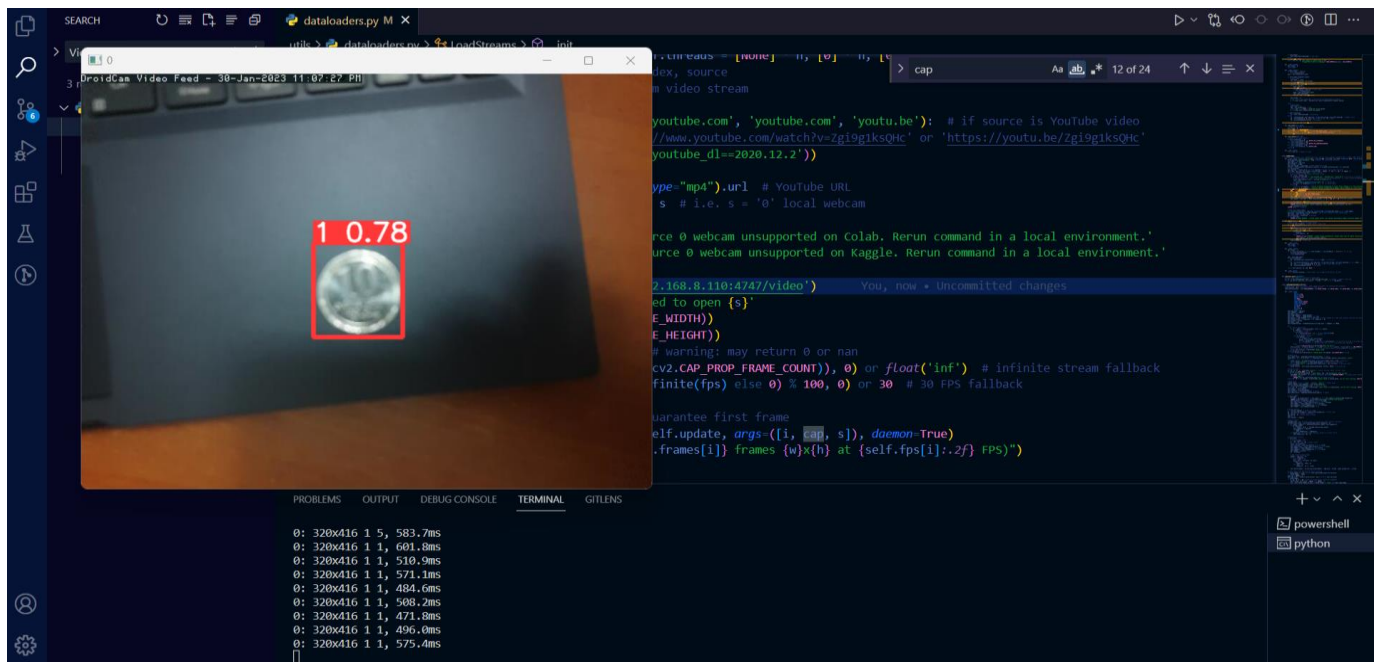 SEARCH
dataloaders.py M
Vi
utils > dataloaders.py > LoadStreams > __init__
3 r
0
DroidCam Video Feed - 30-Jan-2023 11:07:27 PM
1 0.78
10
cap
Aa ab .* 12 of 24
.threads = [None] * n, [0] * n, [0
dex, source
m video stream
youtube.com', 'youtube.com', 'youtu.be'):  # if source is YouTube video
//www.youtube.com/watch?v=Zgi9g1ksQHc' or 'https://youtu.be/Zgi9g1ksQHc'
youtube_dl==2020.12.2'))
ype="mp4").url  # YouTube URL
s  # i.e. s = '0' local webcam
rce 0 webcam unsupported on Colab. Rerun command in a local environment.'
urce 0 webcam unsupported on Kaggle. Rerun command in a local environment.'
2.168.8.110:4747/video') You, now • Uncommitted changes
ed to open {s}'
E_WIDTH))
E_HEIGHT))
# warning: may return 0 or nan
cv2.CAP_PROP_FRAME_COUNT)), 0) or float('inf')  # infinite stream fallback
finite(fps) else 0) % 100, 0) or 30  # 30 FPS fallback
uarantee first frame
elf.update, args=([i, cap, s]), daemon=True)
.frames[i]} frames {w}x{h} at {self.fps[i]:.2f} FPS)")
PROBLEMS OUTPUT DEBUG CONSOLE TERMINAL GITLENS
0: 320x416 1 5, 583.7ms
0: 320x416 1 1, 601.8ms
0: 320x416 1 1, 510.9ms
0: 320x416 1 1, 571.1ms
0: 320x416 1 1, 484.6ms
0: 320x416 1 1, 508.2ms
0: 320x416 1 1, 471.8ms
0: 320x416 1 1, 496.0ms
0: 320x416 1 1, 575.4ms
powershell
python
6